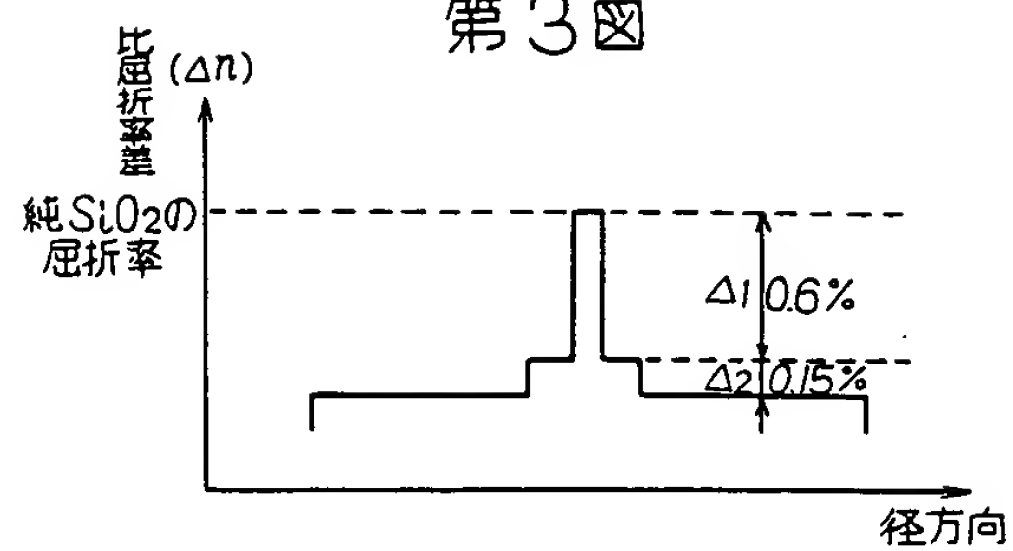 第3図
比屈折率差 (Δn)
純SiO2の
屈折率
Δ1 0.6%
Δ2 0.15%
径方向